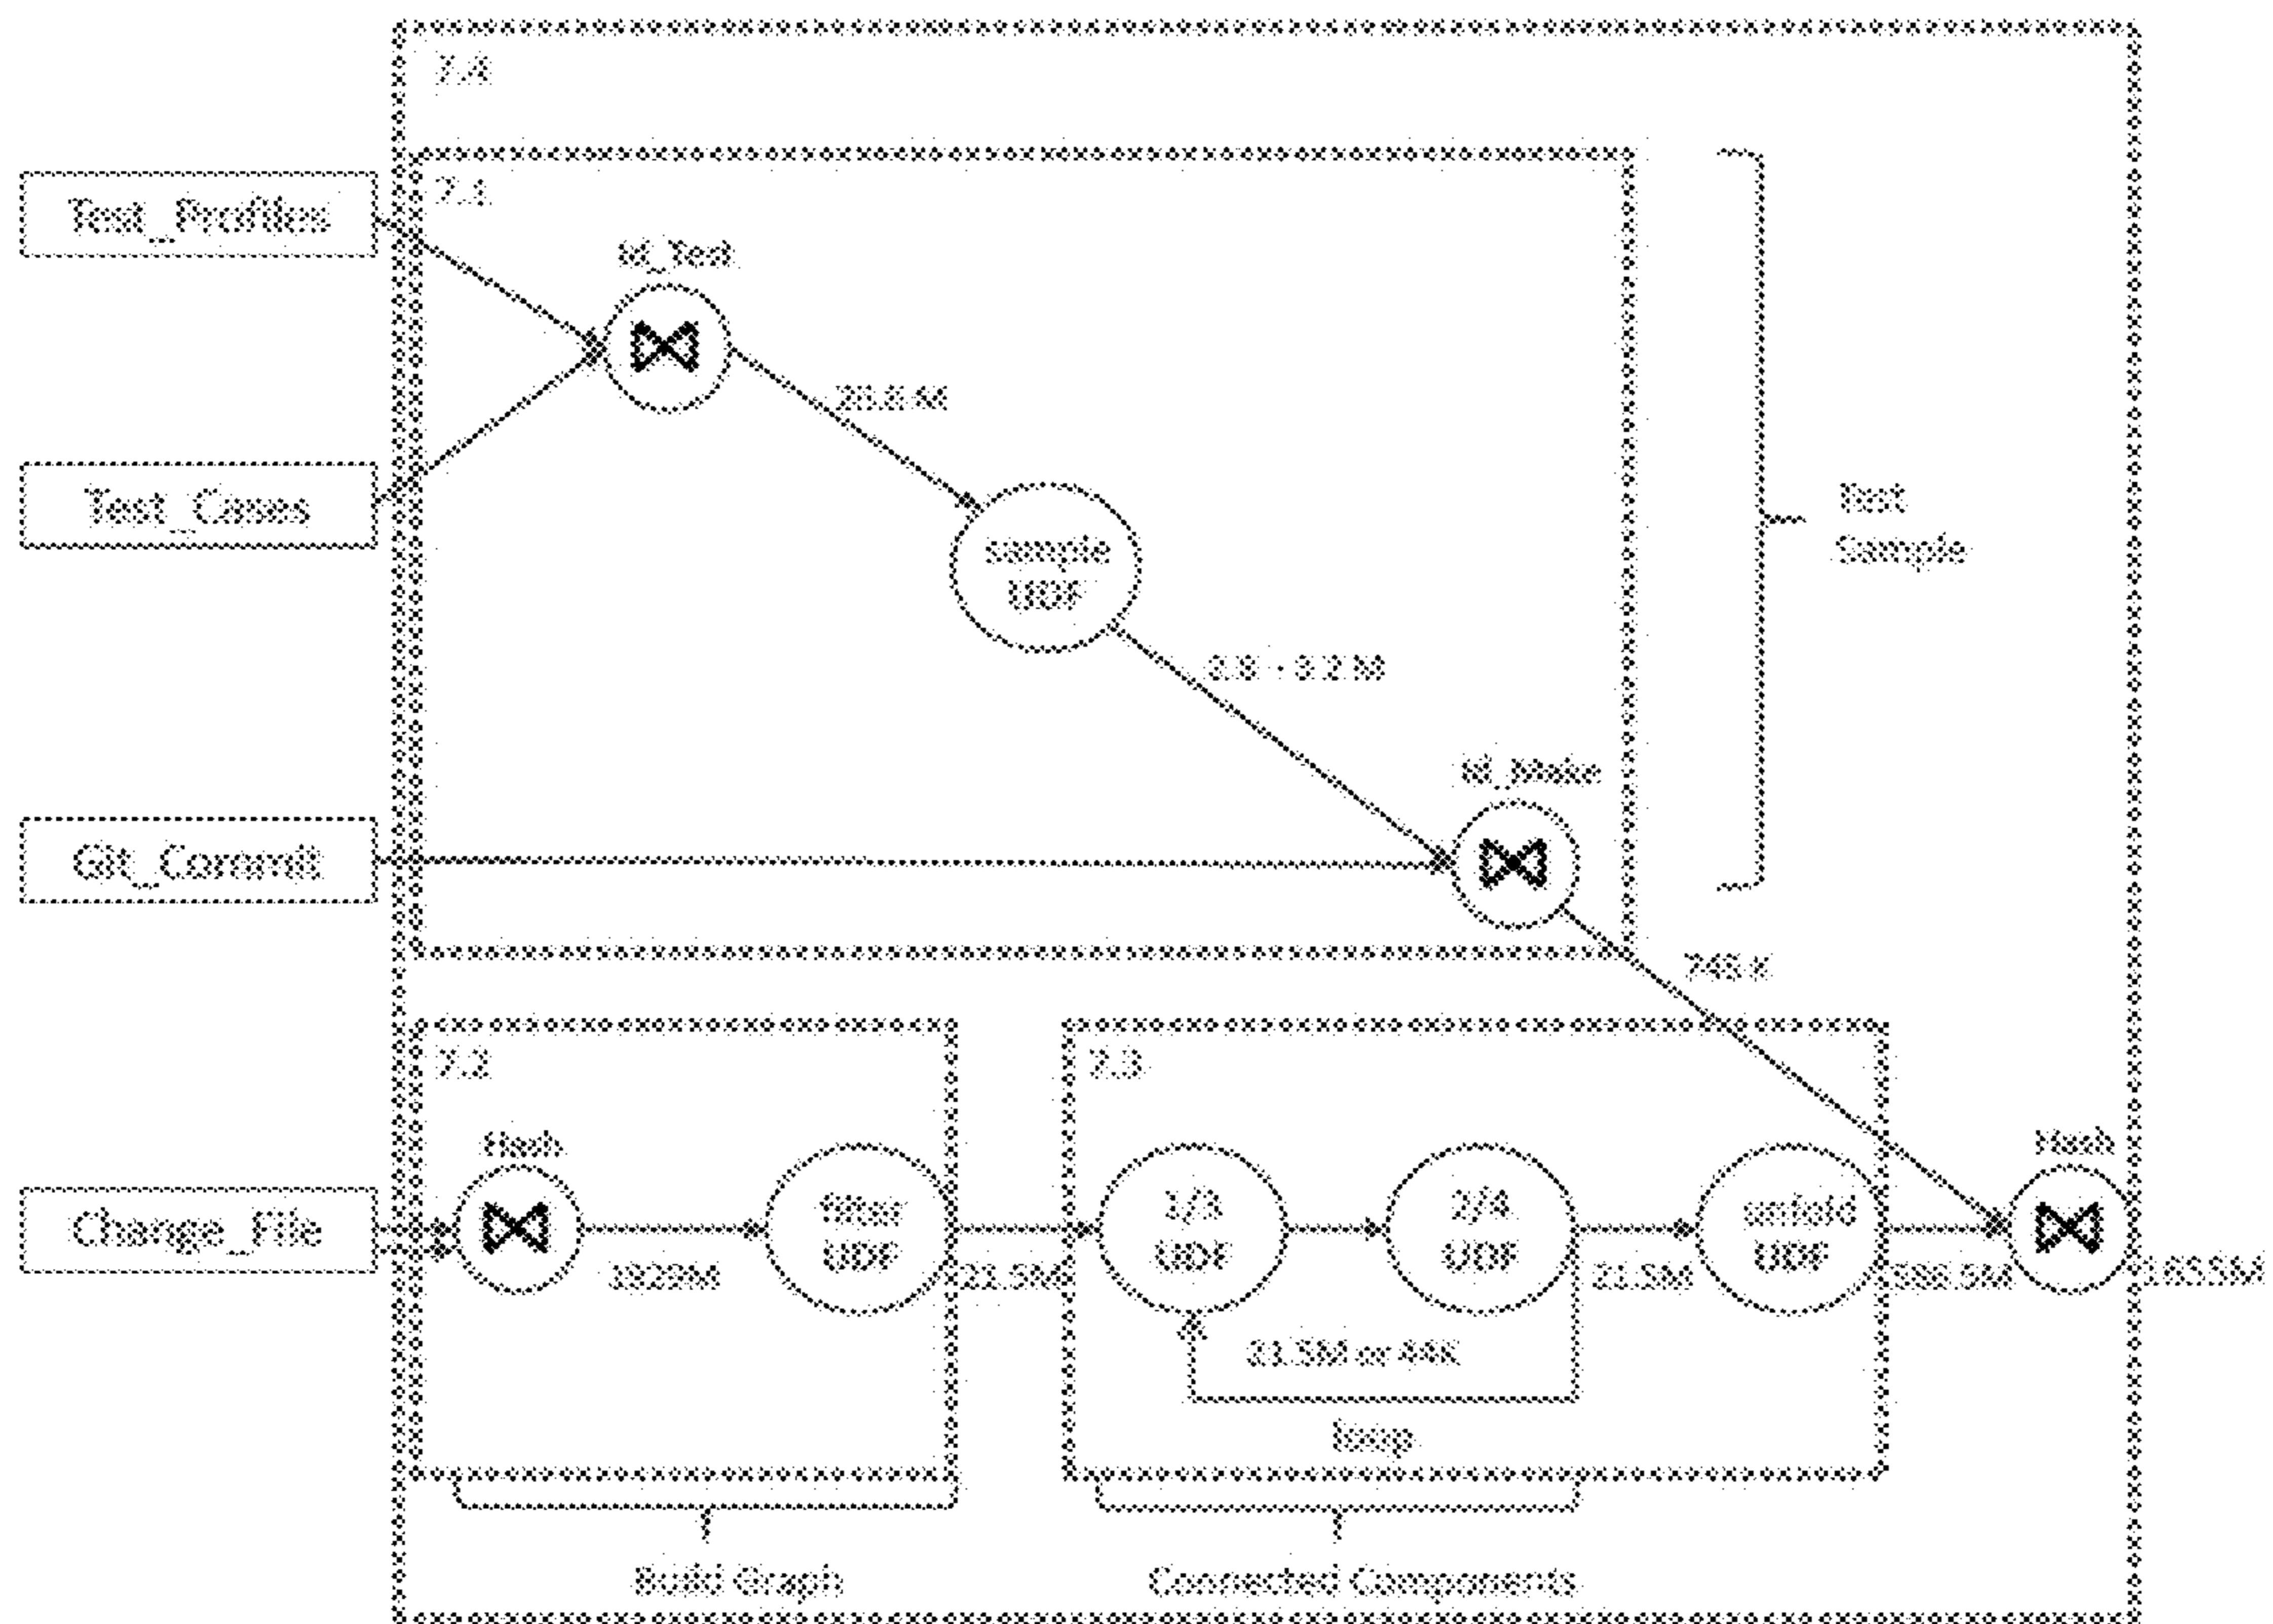 7.4
7.1
Test_Profiles
Id_Test
Test_Cases
sample
UDF
Test
Sample
Id_Make
Git_Commit
745 K
7.2
7.3
Hash
Hash
Change_File
filter
UDF
1/3
UDF
2/4
UDF
unfold
UDF
21.5M
21.5M
21.5M or 44K
loop
Build Graph
Connected Components